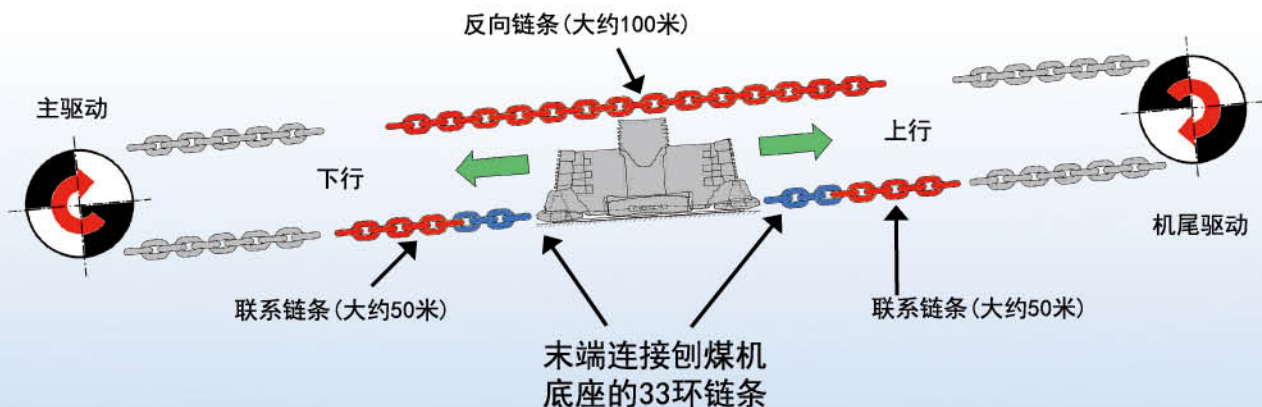 反向链条(大约100米)
主驱动
上行
下行
机尾驱动
联系链条(大约50米)
联系链条(大约50米)
末端连接刨煤机
底座的33环链条